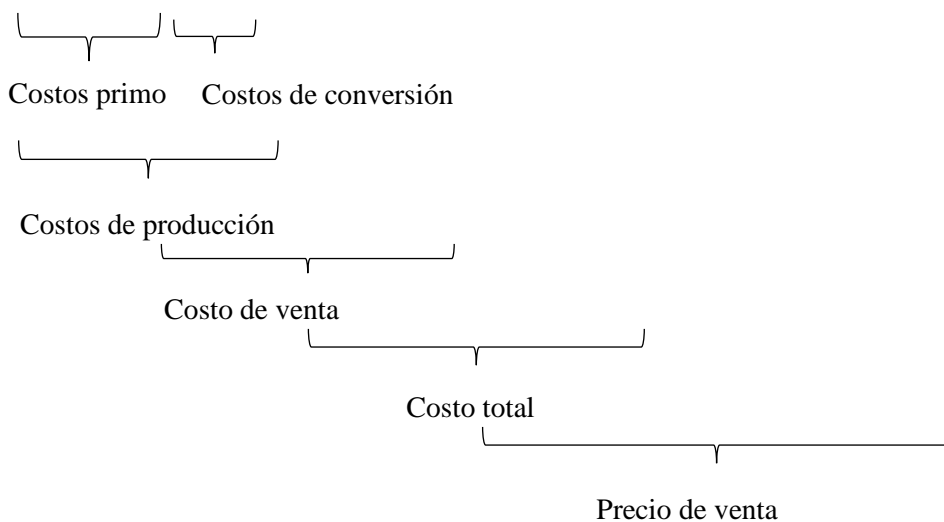 Costos primo Costos de conversión
Costos de producción
Costo de venta
Costo total
Precio de venta